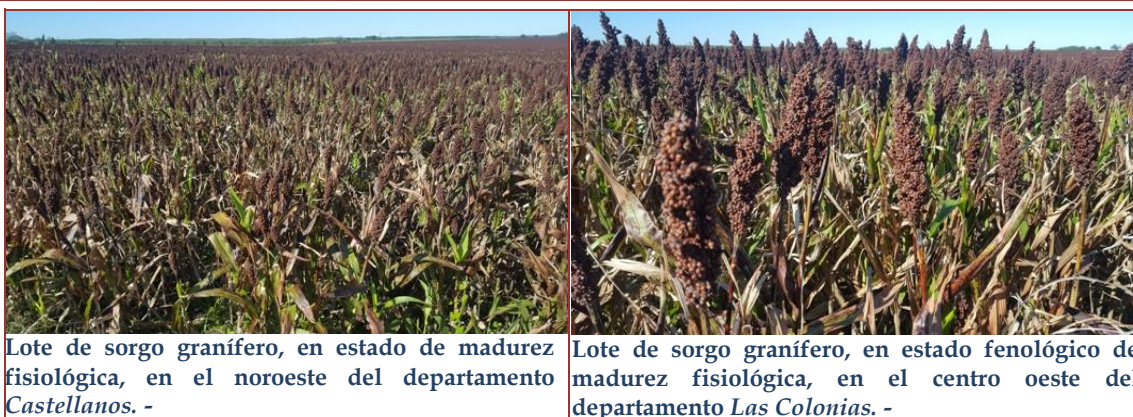 Lote de sorgo granífero, en estado de madurez
fisiológica, en el noroeste del departamento
Castellanos. -
Lote de sorgo granífero, en estado fenológico de
madurez fisiológica, en el centro oeste del
departamento Las Colonias. -